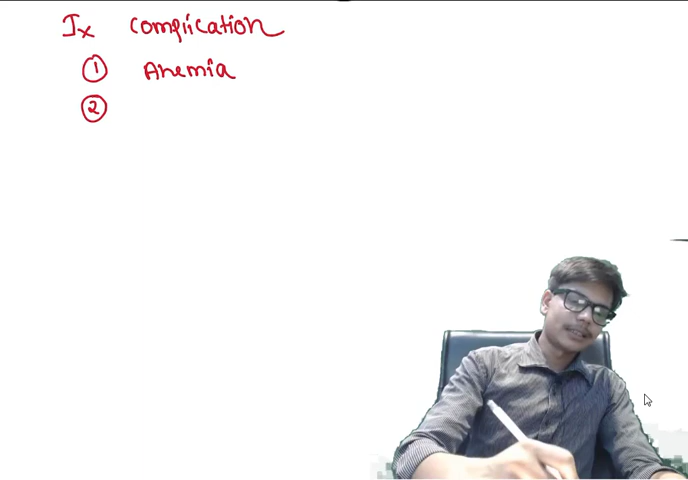 Ix Complication
① Anemia
②